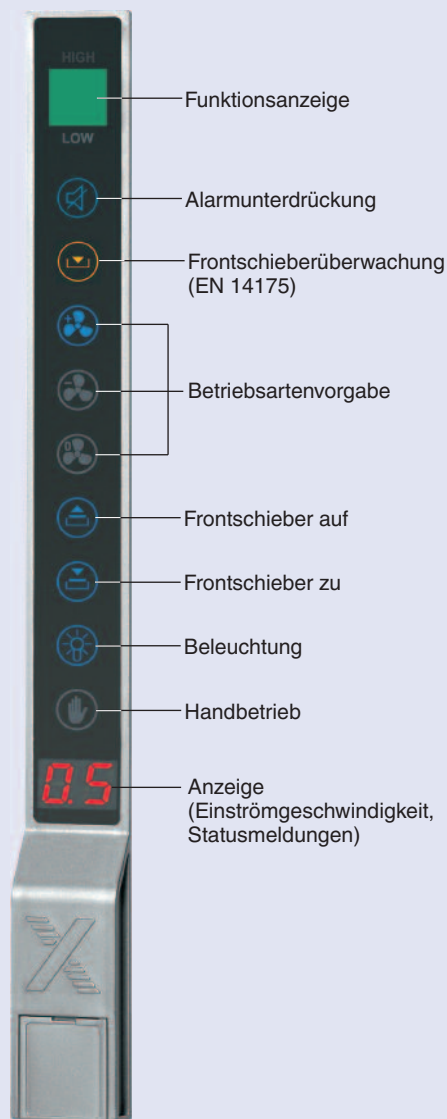 HIGH
Funktionsanzeige
LOW
Alarmunterdrückung
Frontschieberüberwachung
(EN 14175)
+
-
Betriebsartenvorgabe
0
Frontschieber auf
Frontschieber zu
Beleuchtung
Handbetrieb
0.5
Anzeige
(Einströmgeschwindigkeit,
Statusmeldungen)
X